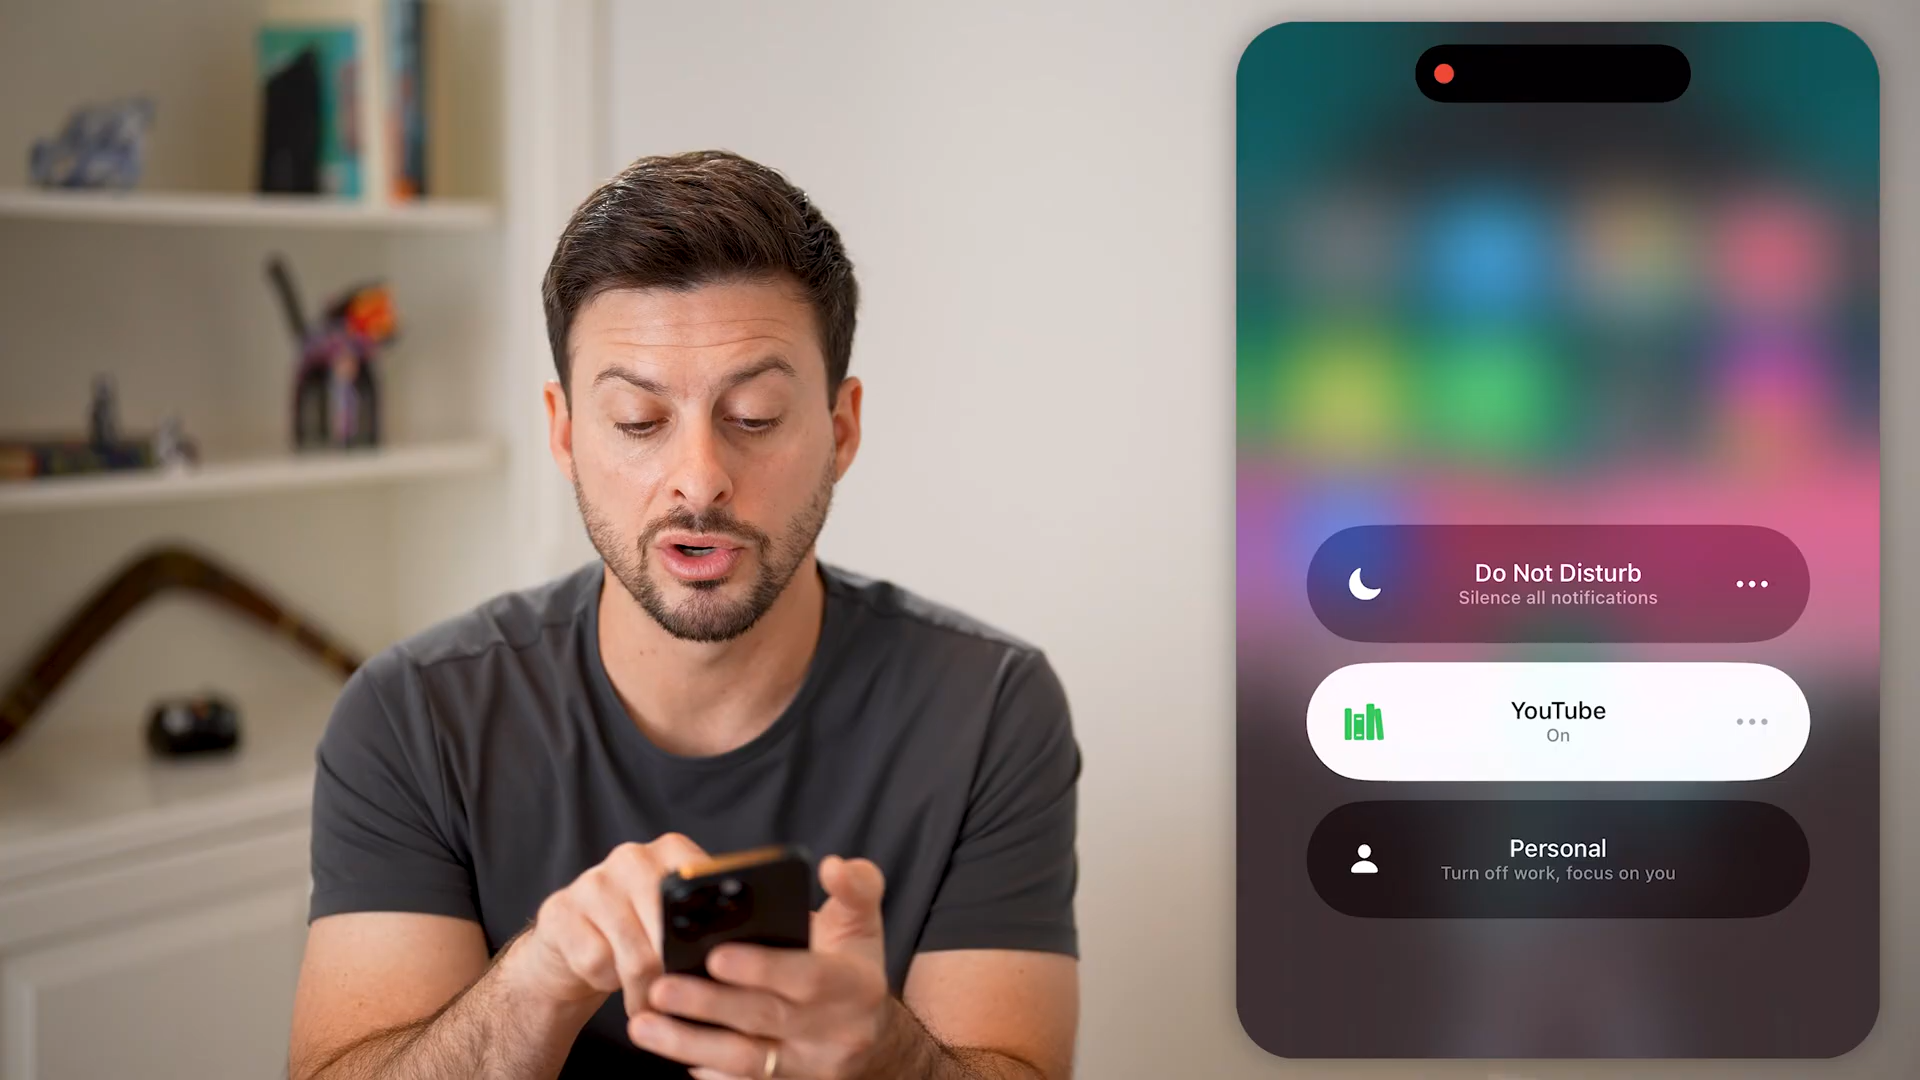 Do Not Disturb
Silence all notifications
YouTube
On
Personal
Turn off work, focus on you